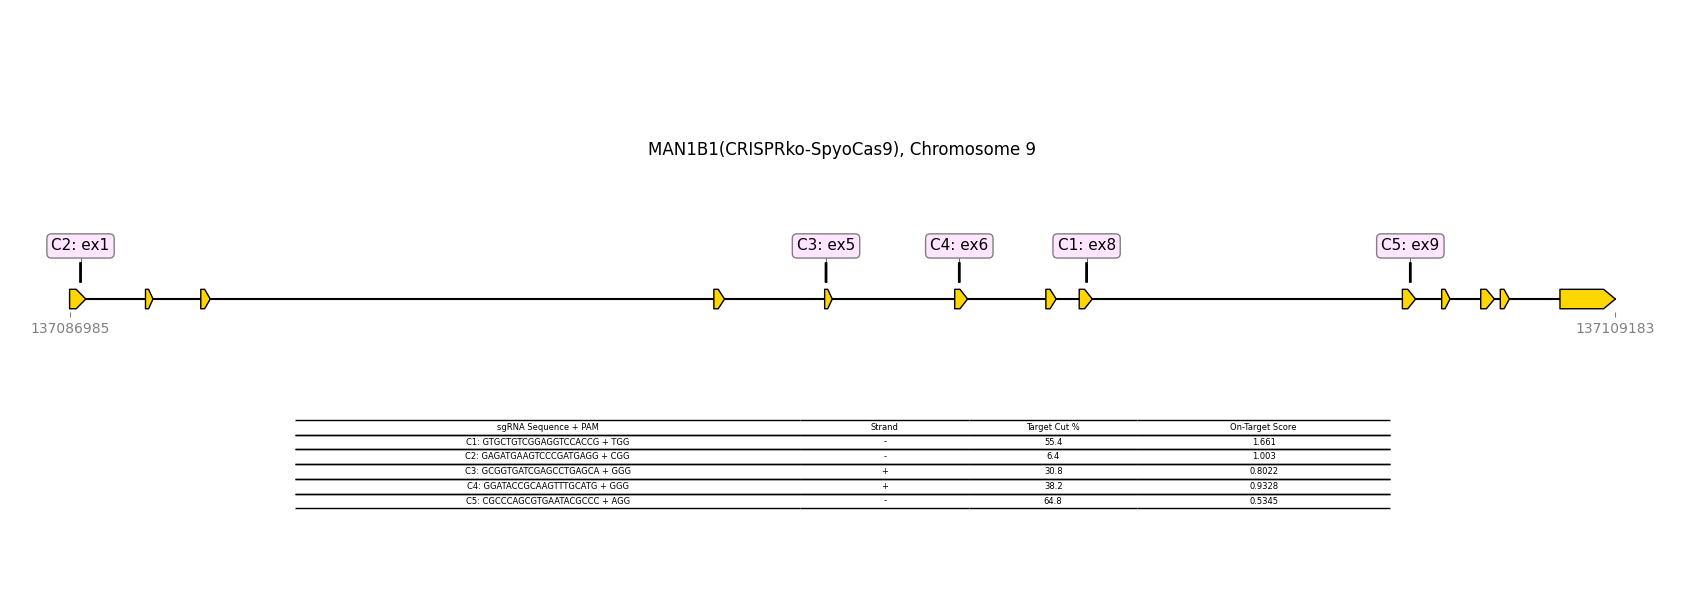 MAN1B1(CRISPRko-SpyoCas9), Chromosome 9
C2: ex1 C3: ex5 C4: ex6 C1: ex8 C5: ex9
137086985 137109183
sgRNA Sequence + PAM Strand Target Cut % On-Target Score
C1: GTGCTGTCGGAGGTCCACCG + TGG - 55.4 1.661
C2: GAGATGAAGTCCCGATGAGG + CGG - 6.4 1.003
C3: GCGGTGATCGAGCCTGAGCA + GGG + 30.8 0.8022
C4: GGATACCGCAAGTTTGCATG + GGG + 38.2 0.9328
C5: CGCCCAGCGTGAATACGCCC + AGG - 64.8 0.5345